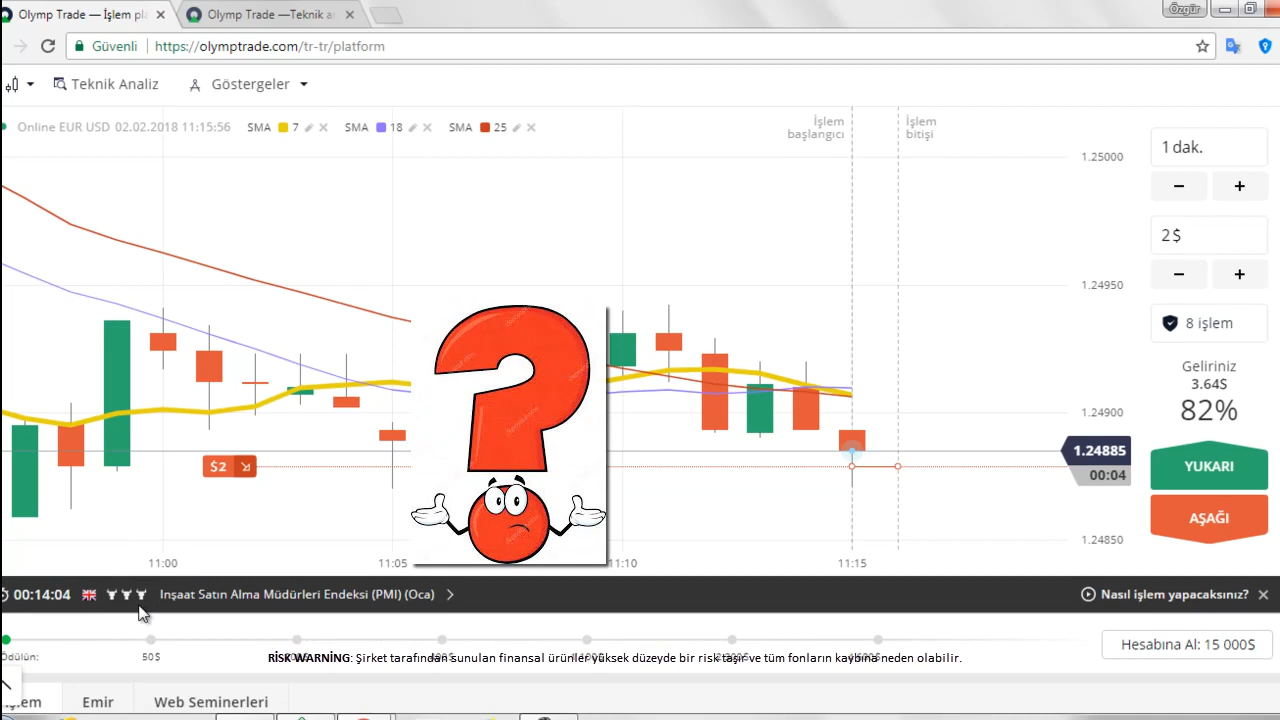 Olymp Trade — İşlem pla
Olymp Trade —Teknik a
Özgür
Güvenli
https://olymptrade.com/tr-tr/platform
Teknik Analiz
Göstergeler
Online EUR USD 02.02.2018 11:15:56
SMA 7
SMA 18
SMA 25
İşlem
başlangıcı
İşlem
bitişi
1.25000
1.24950
1.24900
1.24885
00:04
1.24850
$2
11:00
11:05
11:10
11:15
1 dak.
2 $
8 işlem
Geliriniz
3.64$
82%
YUKARI
AŞAĞI
00:14:04
Inşaat Satın Alma Müdürleri Endeksi (PMI) (Oca)
Nasıl işlem yapacaksınız?
Ödülün:
50$
Hesabına Al: 15 000$
RİSK WARNİNG: Şirket tarafından sunulan finansal ürünler yüksek düzeyde bir risk taşır ve tüm fonların kaybına neden olabilir.
Emir
Web Seminerleri